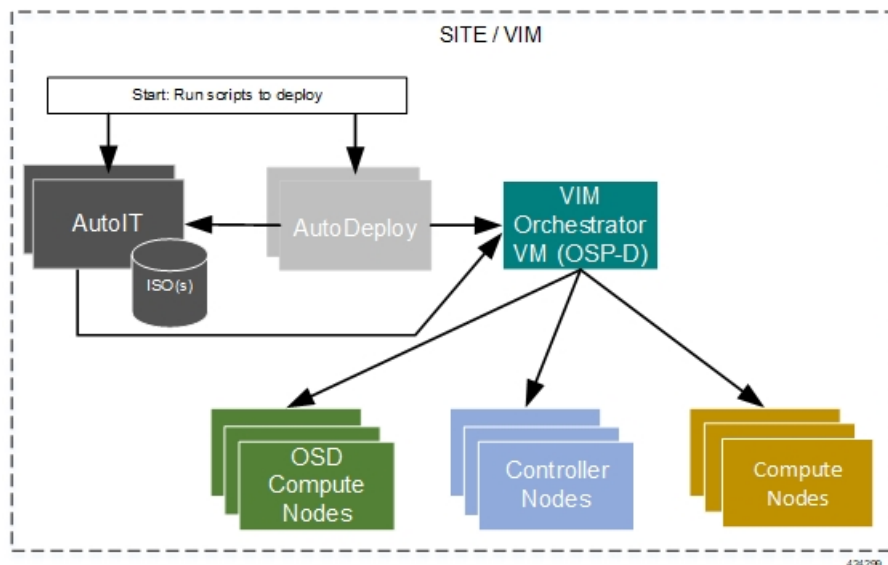 SITE / VIM
Start: Run scripts to deploy
AutoIT
ISO(s)
AutoDeploy
VIM
Orchestrator
VM (OSP-D)
OSD
Compute
Nodes
Controller
Nodes
Compute
Nodes
434290